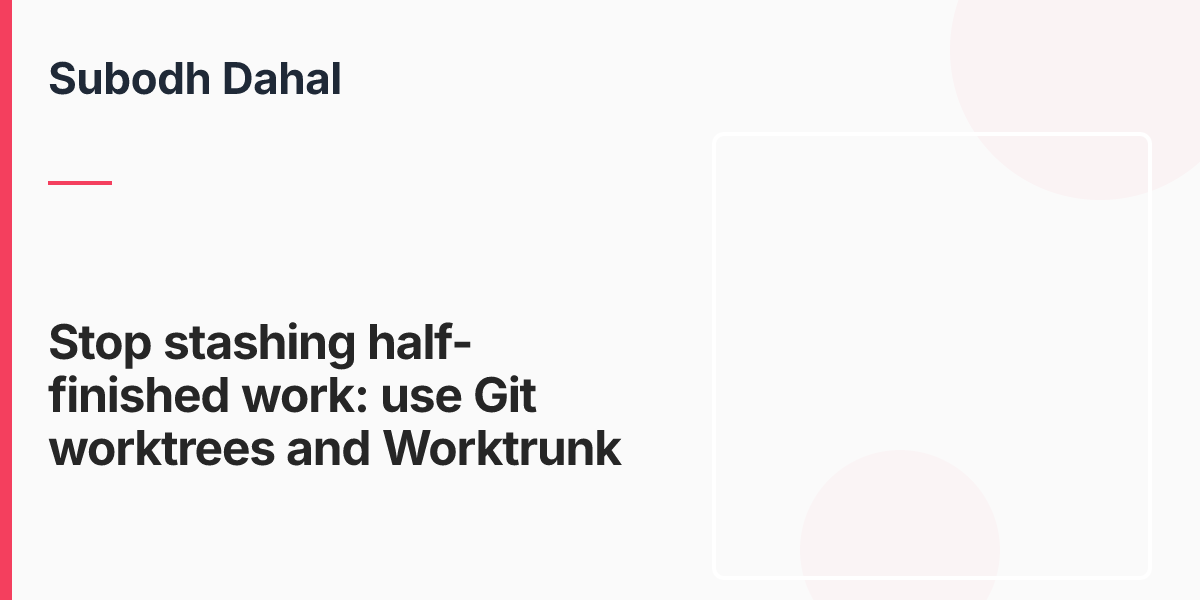 Subodh Dahal
Stop stashing half-
finished work: use Git
worktrees and Worktrunk